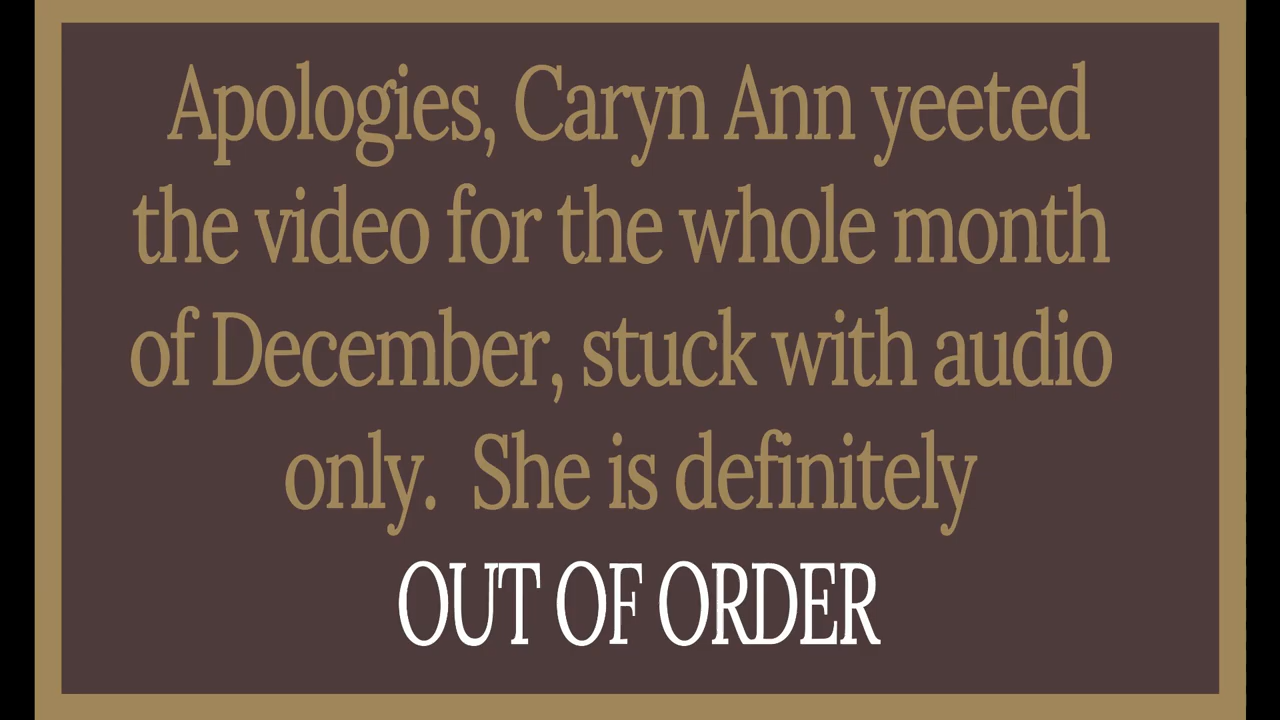 Apologies, Caryn Ann yeeted
the video for the whole month
of December, stuck with audio
only.  She is definitely
OUT OF ORDER